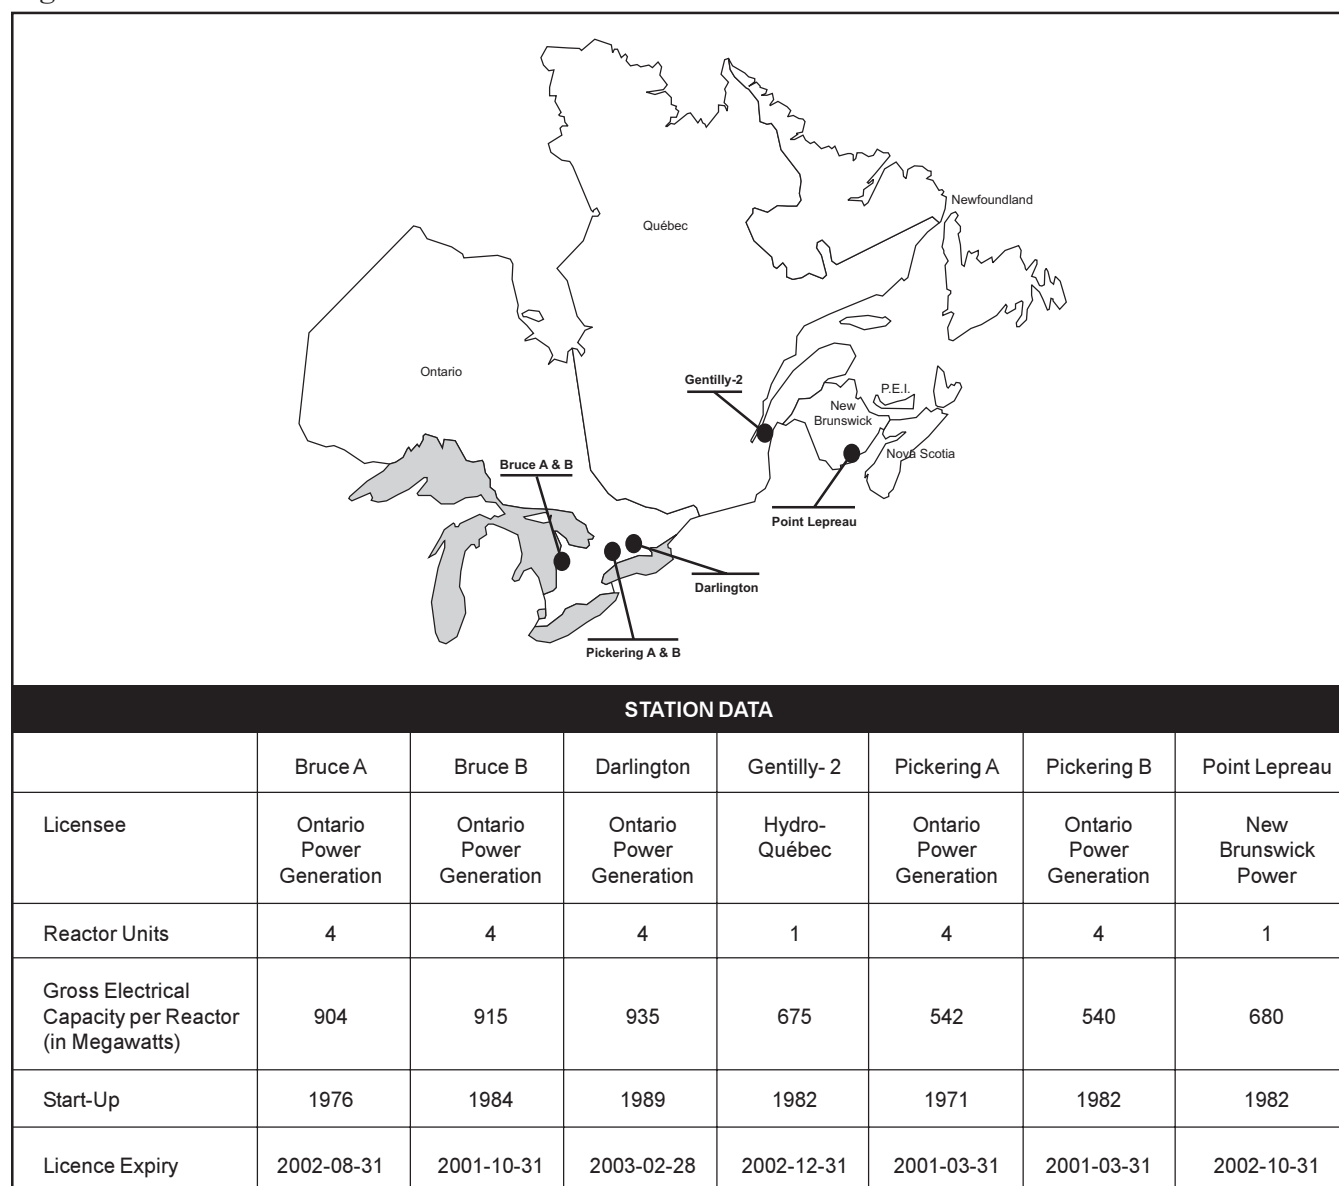 Newfoundland
Québec
Ontario
Gentilly-2
P.E.I.
New
Brunswick
Nova Scotia
Bruce A & B
Point Lepreau
Darlington
Pickering A & B
STATION DATA
Bruce A Bruce B Darlington Gentilly- 2 Pickering A Pickering B Point Lepreau
Licensee Ontario Ontario Ontario Hydro- Ontario Ontario New
Power Power Power Québec Power Power Brunswick
Generation Generation Generation Generation Generation Power
Reactor Units 4 4 4 1 4 4 1
Gross Electrical
Capacity per Reactor 904 915 935 675 542 540 680
(in Megawatts)
Start-Up 1976 1984 1989 1982 1971 1982 1982
Licence Expiry 2002-08-31 2001-10-31 2003-02-28 2002-12-31 2001-03-31 2001-03-31 2002-10-31